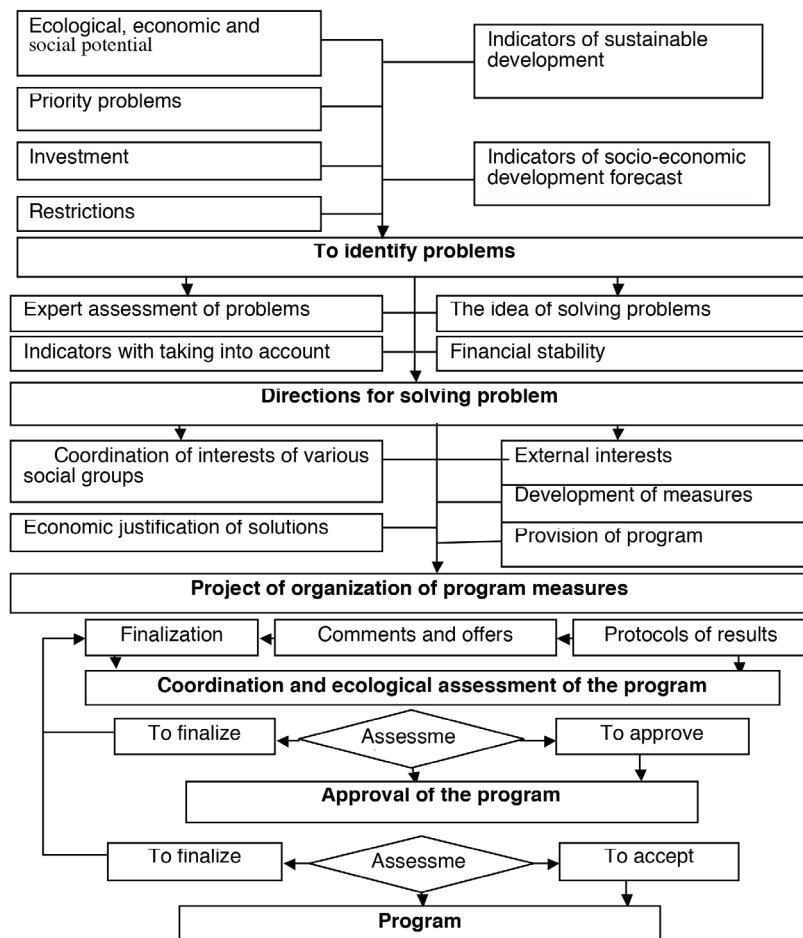 Ecological, economic and
social potential
Indicators of sustainable
development
Priority problems
Investment
Indicators of socio-economic
development forecast
Restrictions
To identify problems
Expert assessment of problems
The idea of solving problems
Indicators with taking into account
Financial stability
Directions for solving problem
Coordination of interests of various
social groups
External interests
Development of measures
Economic justification of solutions
Provision of program
Project of organization of program measures
Finalization
Comments and offers
Protocols of results
Coordination and ecological assessment of the program
To finalize
Assessme
To approve
Approval of the program
To finalize
Assessme
To accept
Program